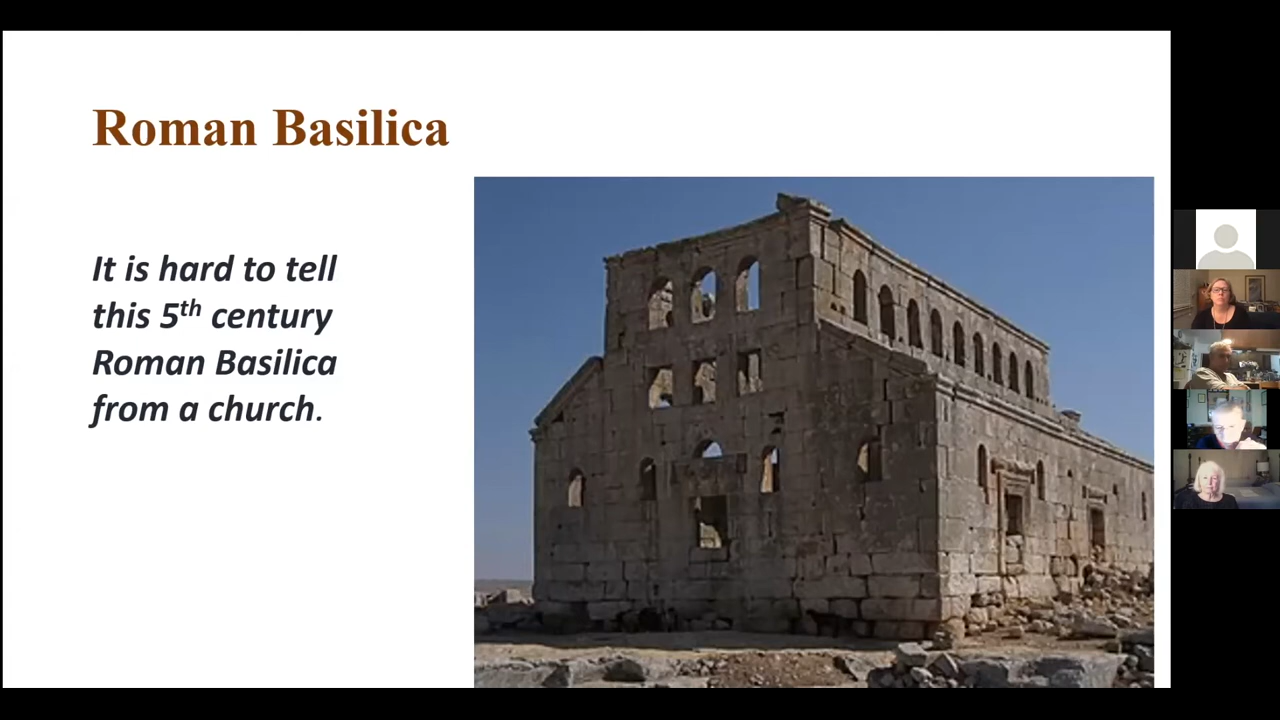 Roman Basilica
It is hard to tell
this 5th century
Roman Basilica
from a church.